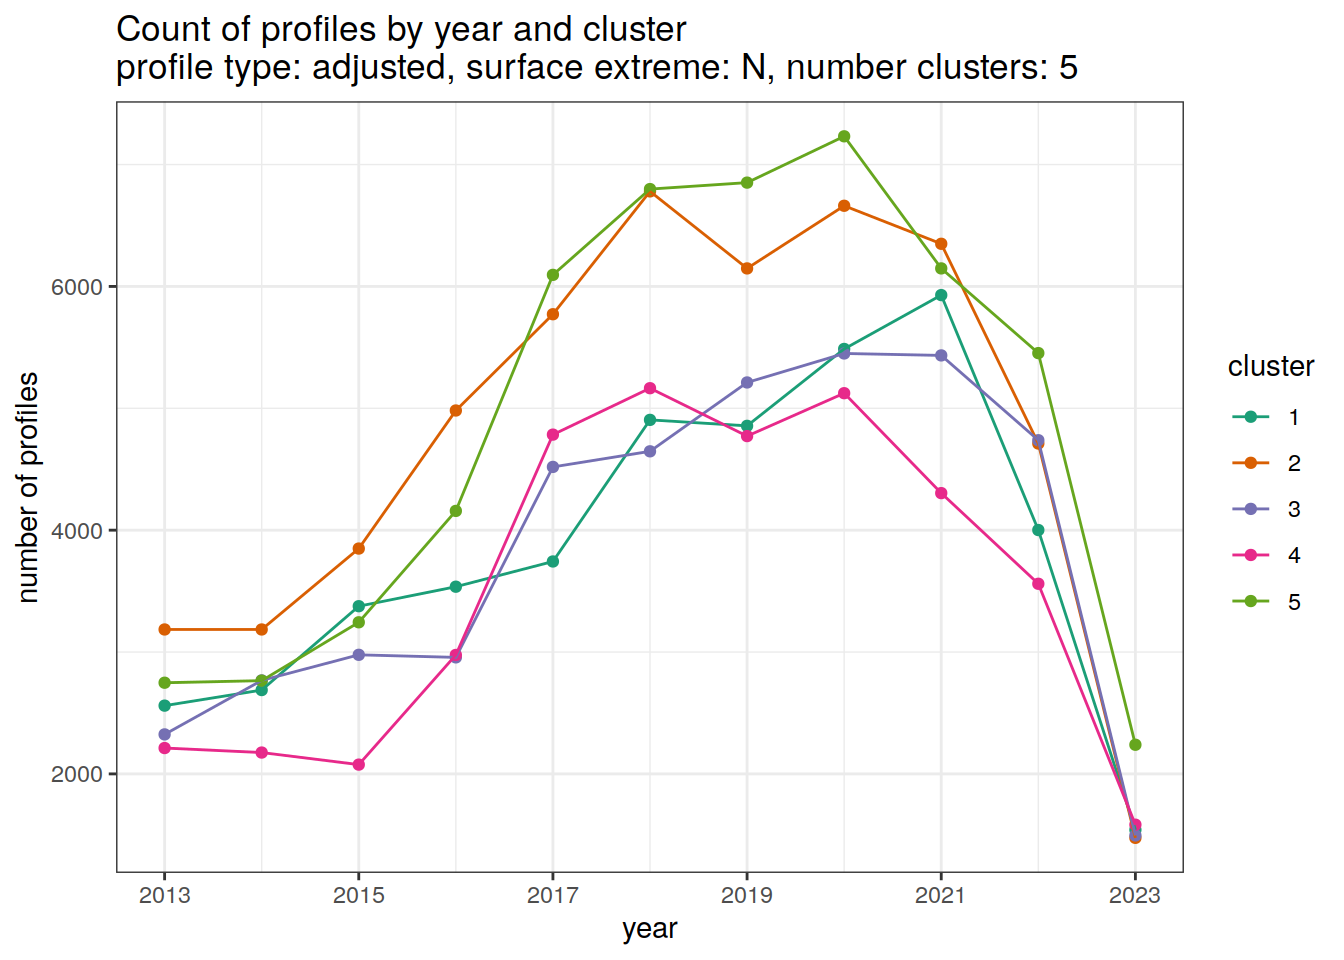 Count of profiles by year and cluster
profile type: adjusted, surface extreme: N, number clusters: 5
number of profiles
6000
4000
2000
2013
2015
2017
2019
2021
2023
year
cluster
1
2
3
4
5